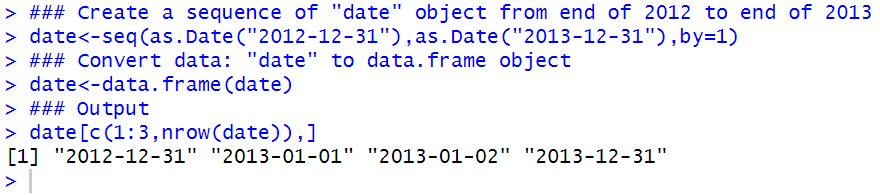 > ### Create a sequence of "date" object from end of 2012 to end of 2013
> date<-seq(as.Date("2012-12-31"),as.Date("2013-12-31"),by=1)
> ### Convert data: "date" to data.frame object
> date<-data.frame(date)
> ### Output
> date[c(1:3,nrow(date)),]
[1] "2012-12-31" "2013-01-01" "2013-01-02" "2013-12-31"
>